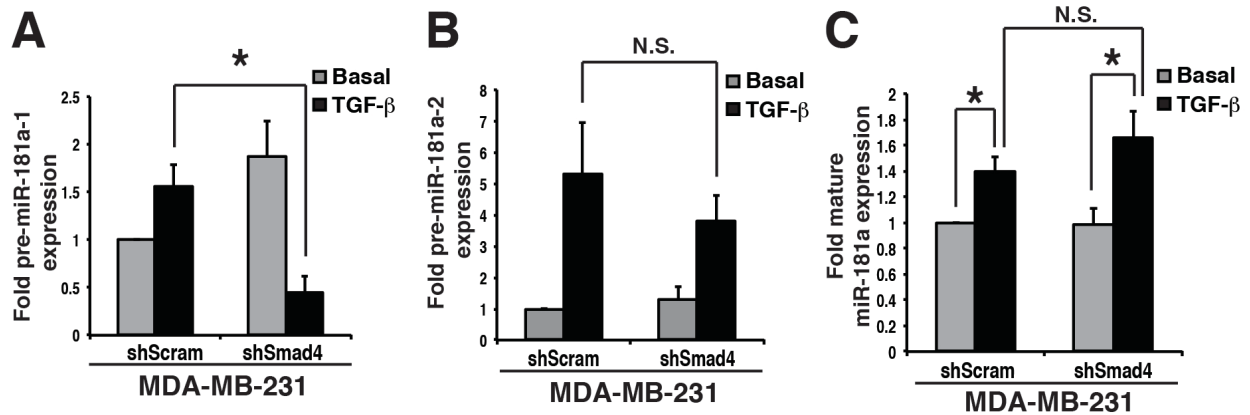 A
*
Basal
TGF-β
Fold pre-miR-181a-1
expression
2.5
2
1.5
1
0.5
0
shScram shSmad4
MDA-MB-231
B
N.S.
Basal
TGF-β
Fold pre-miR-181a-2
expression
8
7
6
5
4
3
2
1
0
shScram shSmad4
MDA-MB-231
C
N.S.
*
*
Basal
TGF-β
Fold mature
miR-181a expression
2
1.8
1.6
1.4
1.2
1
0.8
0.6
0.4
0.2
0
shScram shSmad4
MDA-MB-231